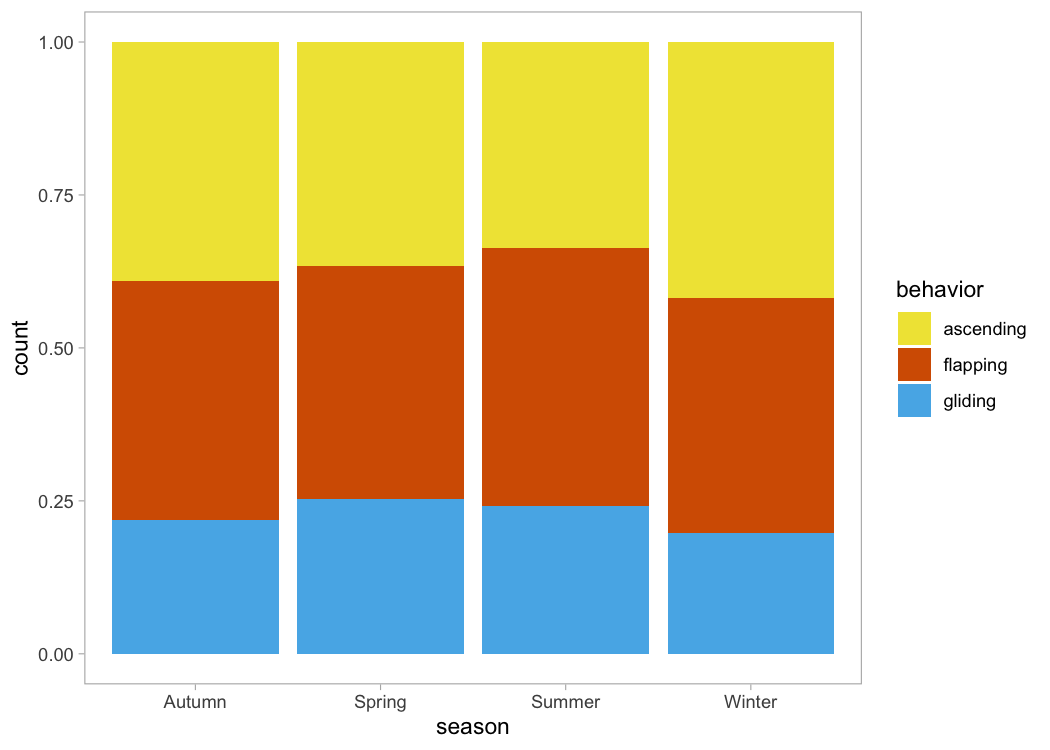 1.00
0.75
0.50
0.25
0.00
count
Autumn Spring Summer Winter
season
behavior
ascending
flapping
gliding